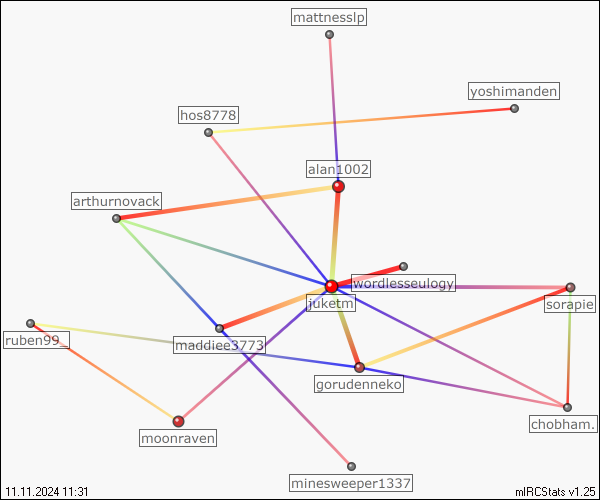 mattnesslp
yoshimanden
hos8778
alan1002
arthurnovack
wordlesseulogy
juketm
sorapie
ruben99_
maddiee3773
gorudenneko
chobham.
moonraven
minesweeper1337
11.11.2024 11:31
mIRCStats v1.25